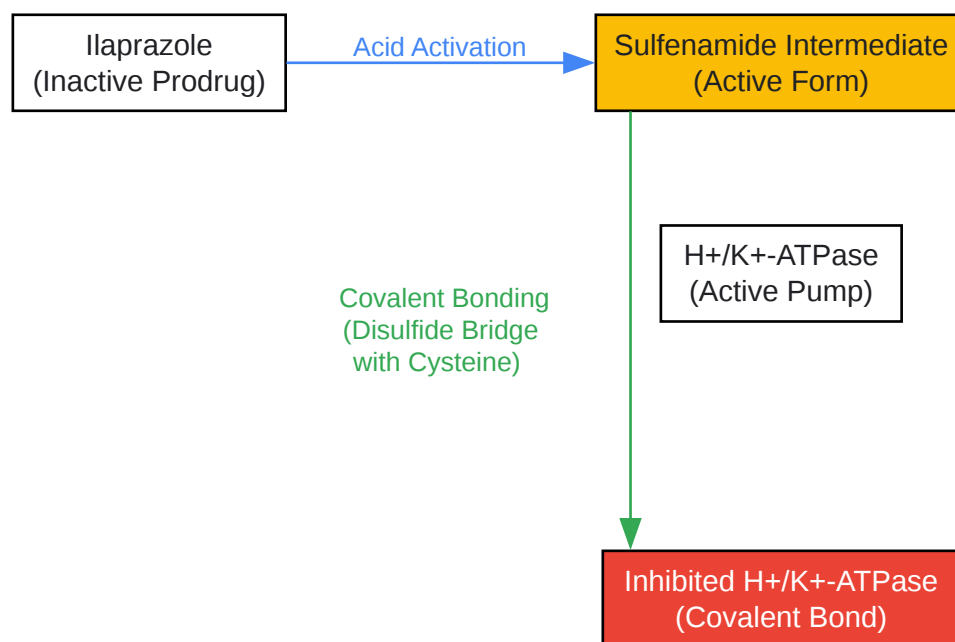 Ilaprazole
(Inactive Prodrug)
Acid Activation
Sulfenamide Intermediate
(Active Form)
H+/K+-ATPase
(Active Pump)
Covalent Bonding
(Disulfide Bridge
with Cysteine)
Inhibited H+/K+-ATPase
(Covalent Bond)